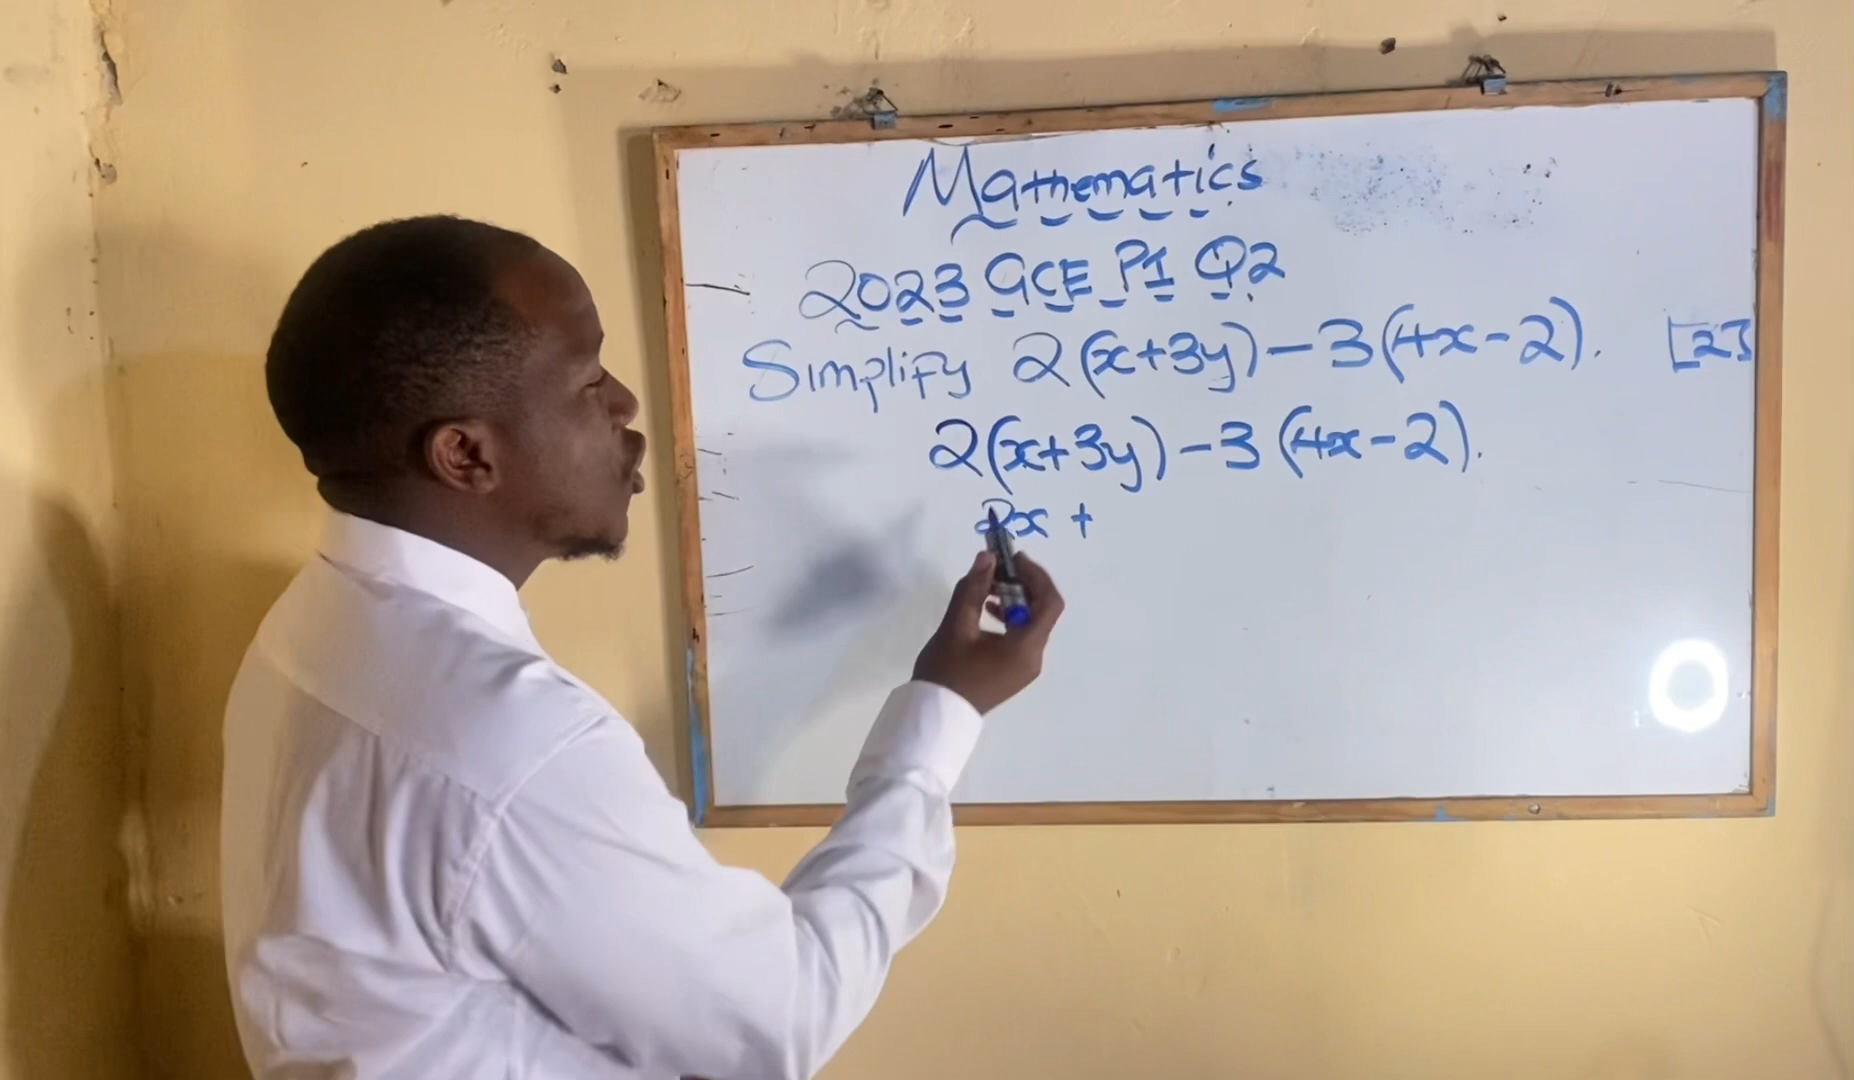 Mathematics
2023 GCE P1 Q2
Simplify 2(x+3y)-3(4x-2). [2]
2(x+3y)-3(4x-2).
2x +